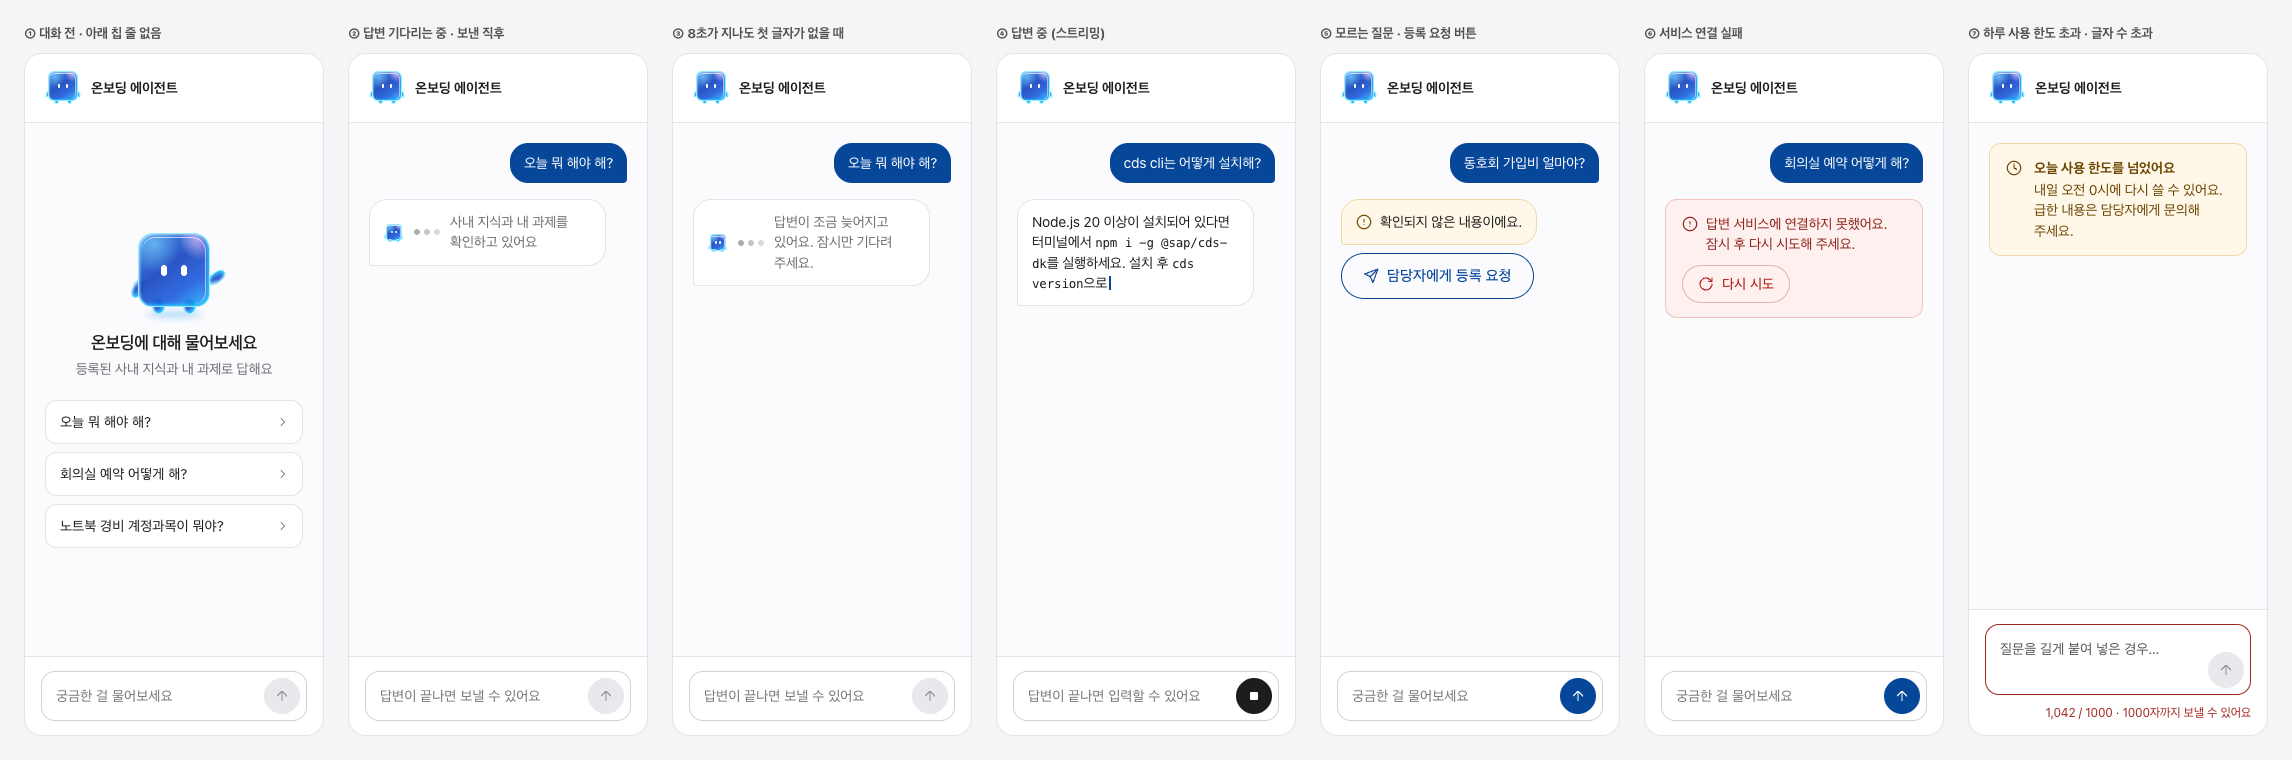 ① 대화 전 · 아래 칩 줄 없음
온보딩 에이전트
온보딩에 대해 물어보세요
등록된 사내 지식과 내 과제로 답해요
오늘 뭐 해야 해?
회의실 예약 어떻게 해?
노트북 경비 계정과목이 뭐야?
궁금한 걸 물어보세요
② 답변 기다리는 중 · 보낸 직후
온보딩 에이전트
오늘 뭐 해야 해?
사내 지식과 내 과제를
확인하고 있어요
답변이 끝나면 보낼 수 있어요
③ 8초가 지나도 첫 글자가 없을 때
온보딩 에이전트
오늘 뭐 해야 해?
답변이 조금 늦어지고
있어요. 잠시만 기다려
주세요.
답변이 끝나면 보낼 수 있어요
④ 답변 중 (스트리밍)
온보딩 에이전트
cds cli는 어떻게 설치해?
Node.js 20 이상이 설치되어 있다면
터미널에서 npm i -g @sap/cds-
dk를 실행하세요. 설치 후 cds
version으로
답변이 끝나면 입력할 수 있어요
⑤ 모르는 질문 · 등록 요청 버튼
온보딩 에이전트
동호회 가입비 얼마야?
확인되지 않은 내용이에요.
담당자에게 등록 요청
궁금한 걸 물어보세요
⑥ 서비스 연결 실패
온보딩 에이전트
회의실 예약 어떻게 해?
답변 서비스에 연결하지 못했어요.
잠시 후 다시 시도해 주세요.
다시 시도
궁금한 걸 물어보세요
⑦ 하루 사용 한도 초과 · 글자 수 초과
온보딩 에이전트
오늘 사용 한도를 넘었어요
내일 오전 0시에 다시 쓸 수 있어요.
급한 내용은 담당자에게 문의해
주세요.
질문을 길게 붙여 넣은 경우…
1,042 / 1000 · 1000자까지 보낼 수 있어요